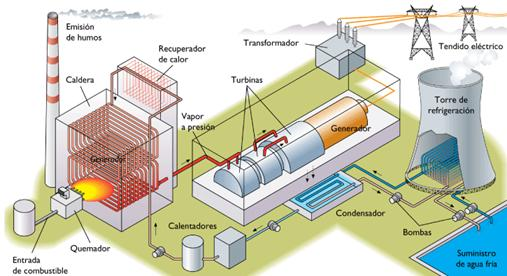 Emisión
de humos
Recuperador
de calor
Caldera
Transformador
Tendido eléctrico
Turbinas
Torre de
refrigeración
Vapor
a presión
Generador
Generador
Calentadores
Condensador
Bombas
Entrada
de combustible
Quemador
Suministro
de agua fría